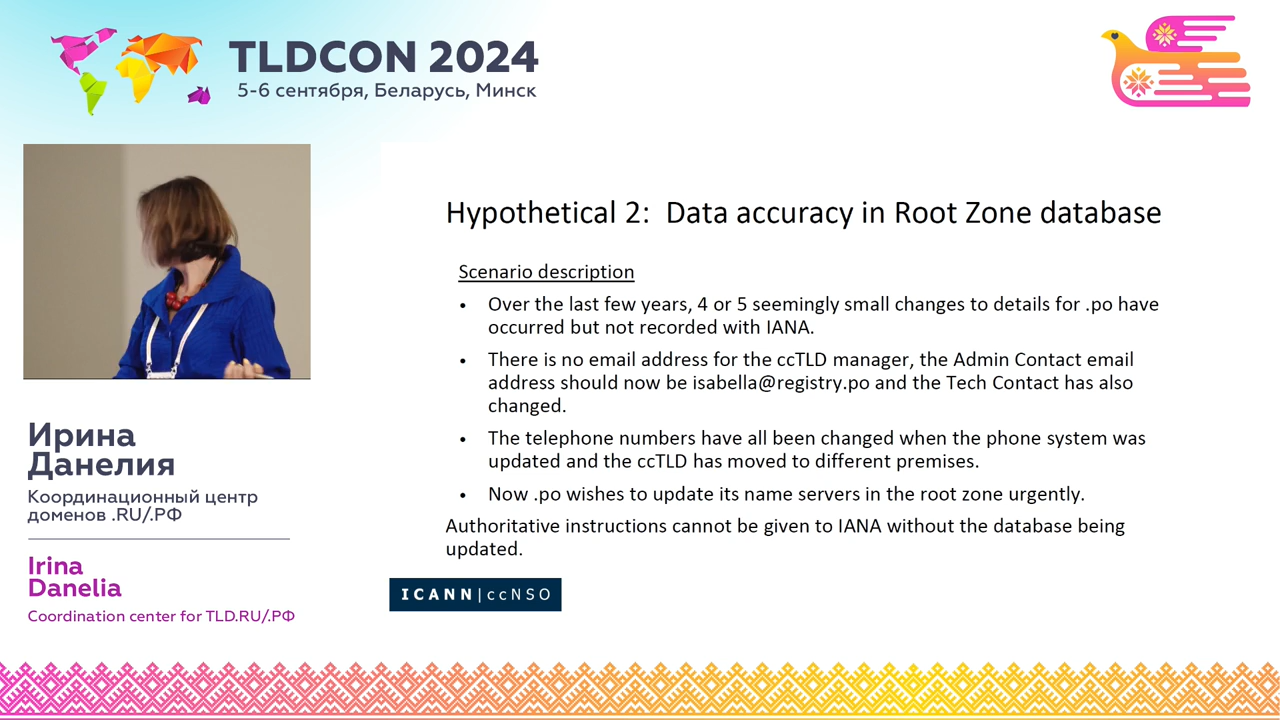 TLDCON 2024
5-6 сентября, Беларусь, Минск
Hypothetical 2: Data accuracy in Root Zone database
Scenario description
• Over the last few years, 4 or 5 seemingly small changes to details for .po have
occurred but not recorded with IANA.
• There is no email address for the ccTLD manager, the Admin Contact email
address should now be isabella@registry.po and the Tech Contact has also
changed.
• The telephone numbers have all been changed when the phone system was
updated and the ccTLD has moved to different premises.
• Now .po wishes to update its name servers in the root zone urgently.
Authoritative instructions cannot be given to IANA without the database being
updated.
ICANN|ccNSO
Ирина
Данелия
Координационный центр
доменов .RU/.РФ
Irina
Danelia
Coordination center for TLD.RU/.РФ